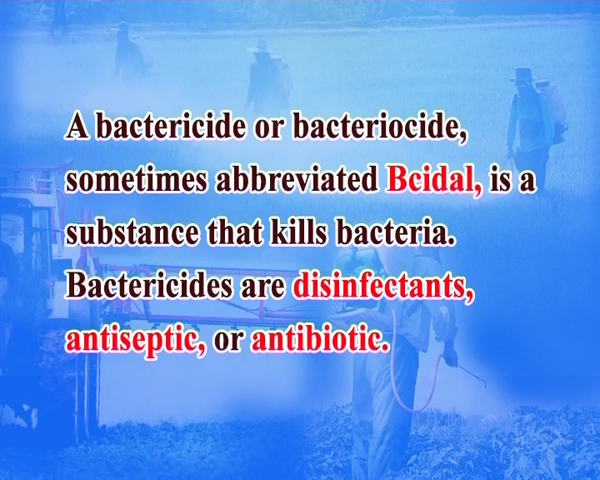 A bactericide or bacteriocide,
sometimes abbreviated Bcidal, is a
substance that kills bacteria.
Bactericides are disinfectants,
antiseptic, or antibiotic.